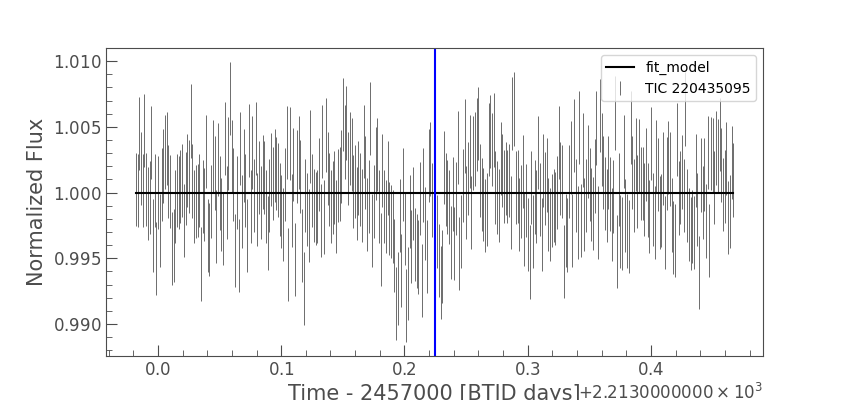 1.010
1.005
1.000
0.995
0.990
Normalized Flux
fit_model
TIC 220435095
0.0 0.1 0.2 0.3 0.4
Time - 2457000 [BTJD days]
+2.2130000000 × 10³